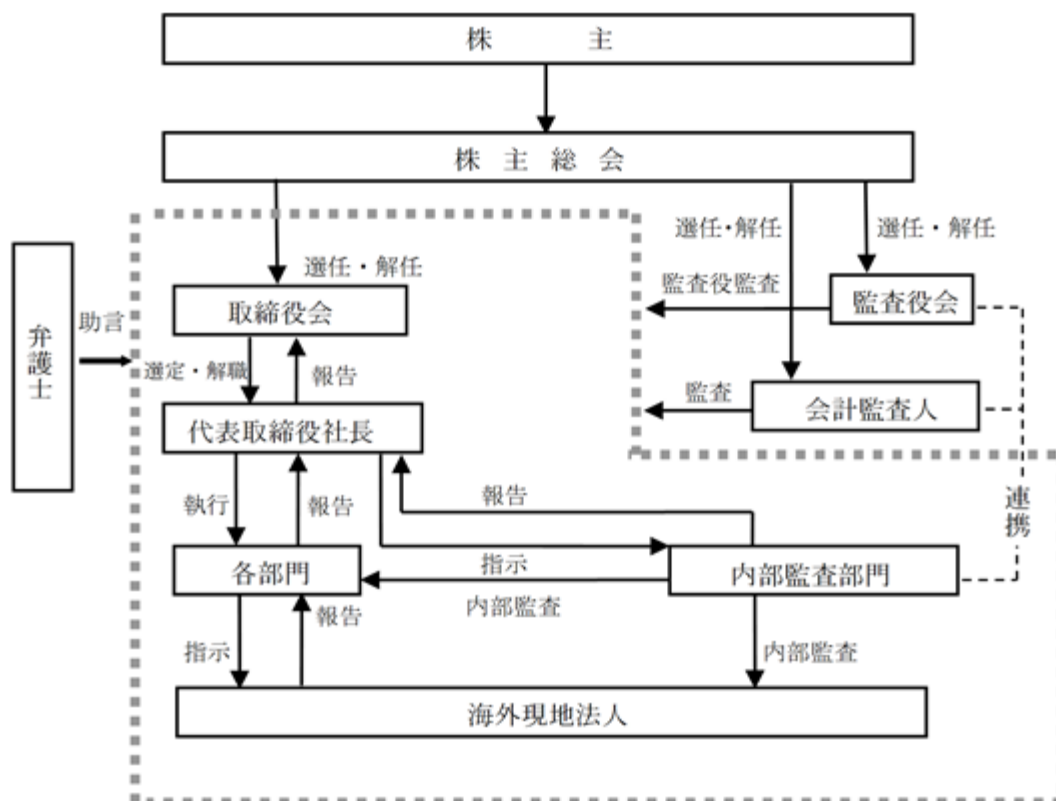 株主
株主総会
選任・解任
選任・解任
選任・解任
弁護士
助言
取締役会
監査役監査
監査役会
選定・解職
報告
監査
会計監査人
代表取締役社長
執行
報告
報告
連携
各部門
指示
内部監査
内部監査部門
指示
報告
内部監査
海外現地法人